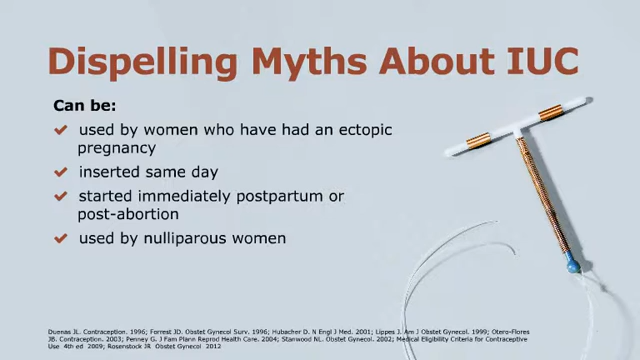 Dispelling Myths About IUC
Can be:
used by women who have had an ectopic
pregnancy
inserted same day
started immediately postpartum or
post-abortion
used by nulliparous women
Duenas JL. Contraception. 1996; Forrest JD. Obstet Gynecol Surv. 1996; Hubacher D. N Engl J Med. 2001; Lippes J. Am J Obstet Gynecol. 1999; Otero-Flores
JB. Contraception. 2003; Penney G. J Fam Plann Reprod Health Care. 2004; Stanwood NL. Obstet Gynecol. 2002; Medical Eligibility Criteria for Contraceptive
Use 4th ed 2009; Rosenstock JR Obstet Gynecol 2012